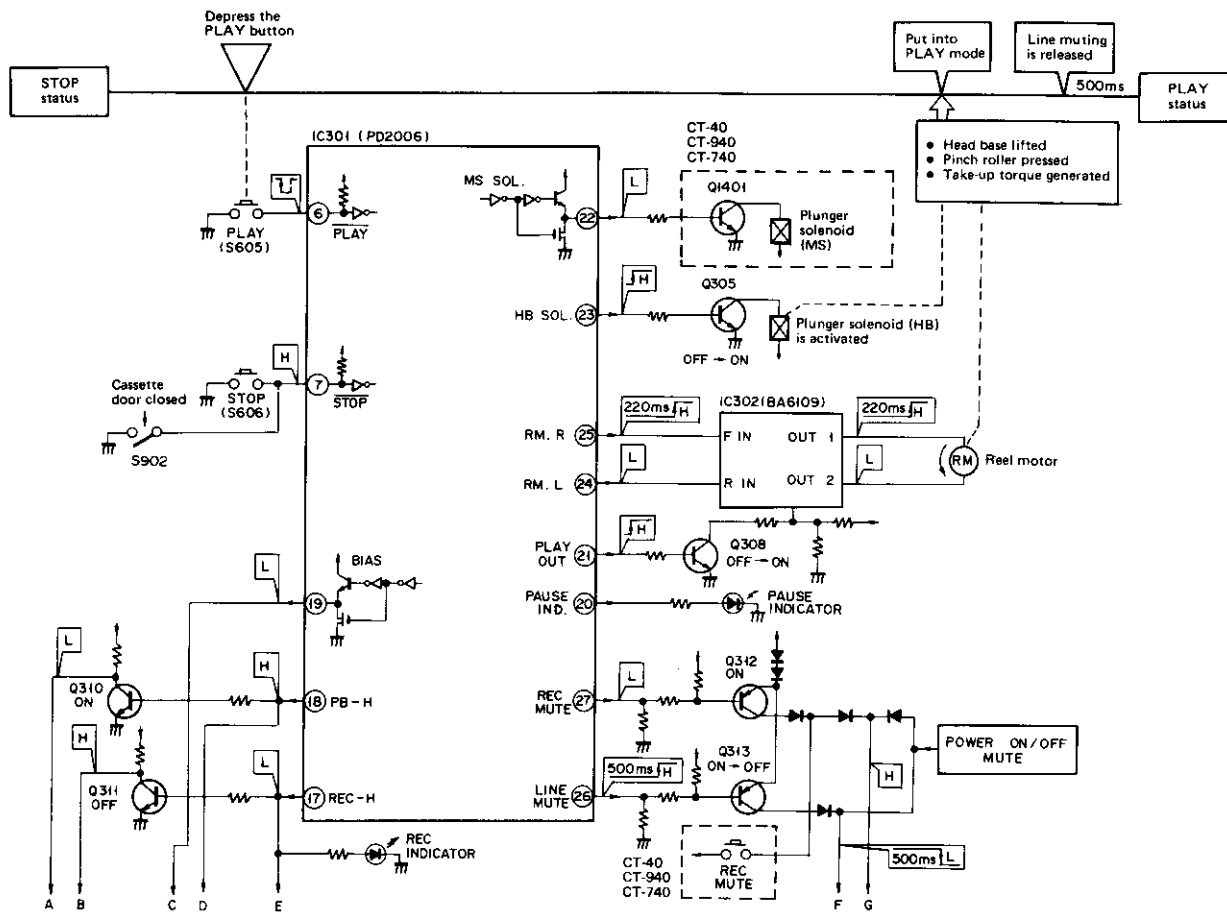 Depress the
PLAY button
STOP
status
Put into
PLAY mode
Line muting
is released
500ms
PLAY
status
● Head base lifted
● Pinch roller pressed
● Take-up torque generated
IC301 (PD2006)
CT-40
CT-940
CT-740
MS SOL.
22
L
Q1401
Plunger
solenoid
(MS)
6
PLAY
PLAY
(S605)
HB SOL.
23
H
Q305
OFF → ON
Plunger solenoid (HB)
is activated
H
7
STOP
STOP
(S606)
Cassette
door closed
S902
IC302 (BA6109)
RM. R
25
220ms H
F IN
OUT 1
220ms H
RM. L
24
L
R IN
OUT 2
L
RM
Reel motor
PLAY
OUT
21
H
Q308
OFF → ON
PAUSE
IND.
20
PAUSE
INDICATOR
L
19
BIAS
L
Q310
ON
H
18
PB-H
REC
MUTE
27
L
Q312
ON
H
Q311
OFF
L
17
REC-H
LINE
MUTE
26
500ms H
Q313
ON → OFF
H
POWER ON/OFF
MUTE
REC
INDICATOR
CT-40
CT-940
CT-740
REC
MUTE
500ms L
A
B
C
D
E
F
G